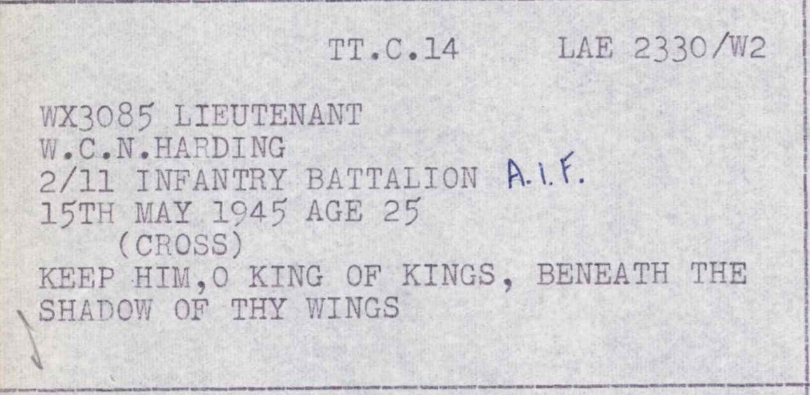 TT.C.14 LAE 2330/W2
WX3085 LIEUTENANT
W.C.N.HARDING
2/11 INFANTRY BATTALION A.I.F.
15TH MAY 1945 AGE 25
(CROSS)
KEEP HIM,O KING OF KINGS, BENEATH THE
SHADOW OF THY WINGS